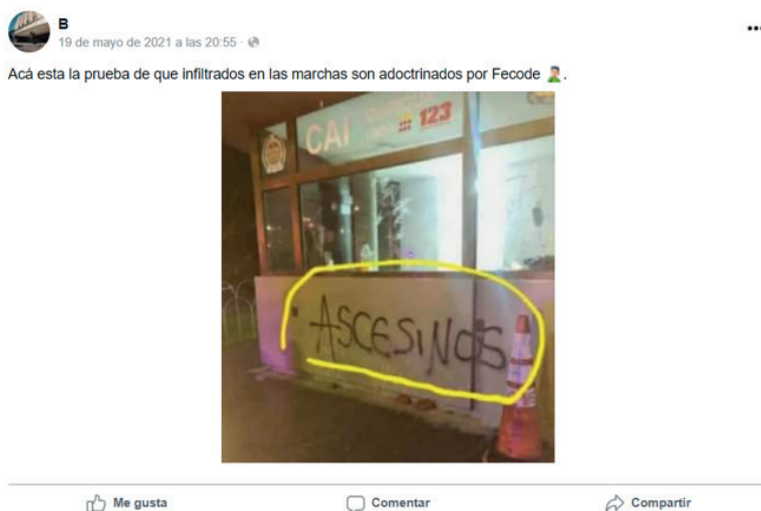 B
19 de mayo de 2021 a las 20:55 ·
Acá esta la prueba de que infiltrados en las marchas son adoctrinados por Fecode 🤦‍♂️.
CAI
123
ASCESINOS
Me gusta
Comentar
Compartir